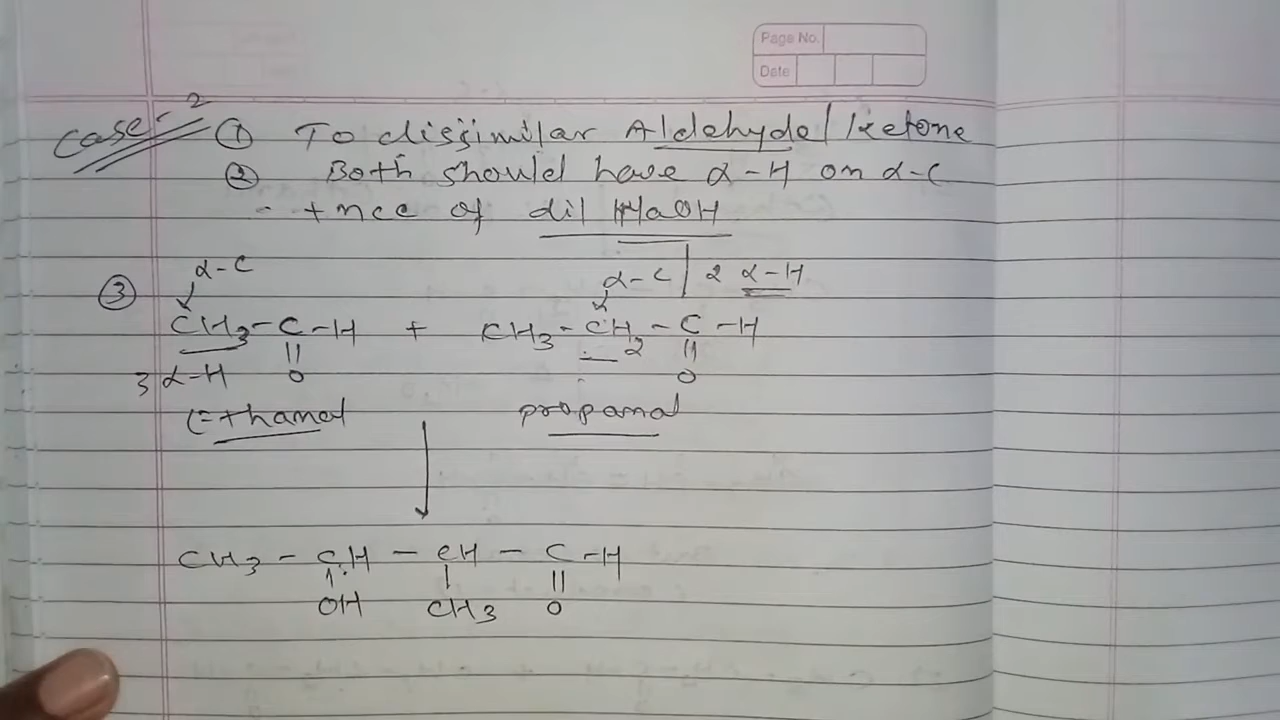 Page No.
Date
Case:- 2
① To dissimilar Aldehyde/ketone
② Both should have α-H on α-C
+nce of dil NaOH
③ α-C
α-C | 2 α-H
CH3-C-H + CH3-CH2-C-H
|| ||
3 α-H O O
Ethanal propanal
CH3 - CH - CH - C-H
| | ||
OH CH3 O